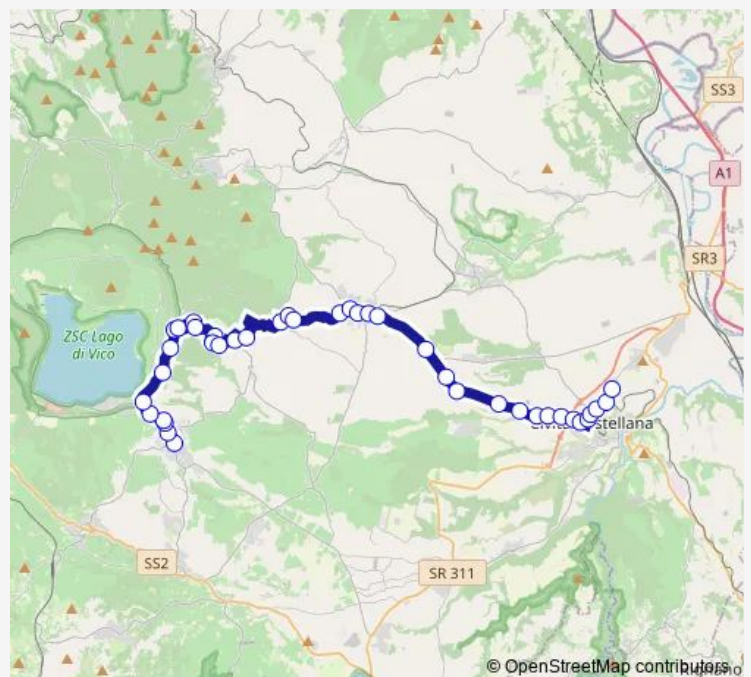 SS3
A1
SR3
ZSC Lago
di Vico
SS2
SR 311
© OpenStreetMap contributors